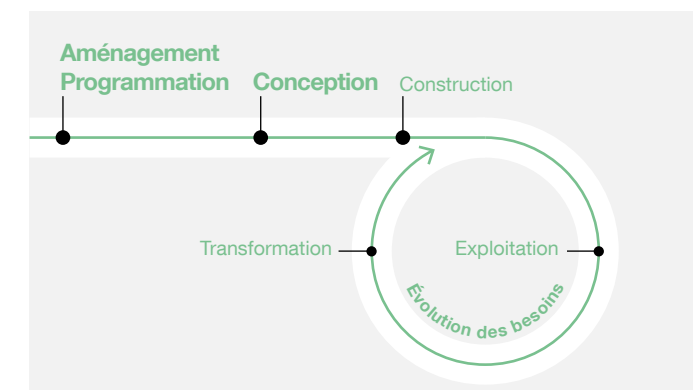 Aménagement
Programmation Conception Construction
Transformation Exploitation
Évolution des besoins